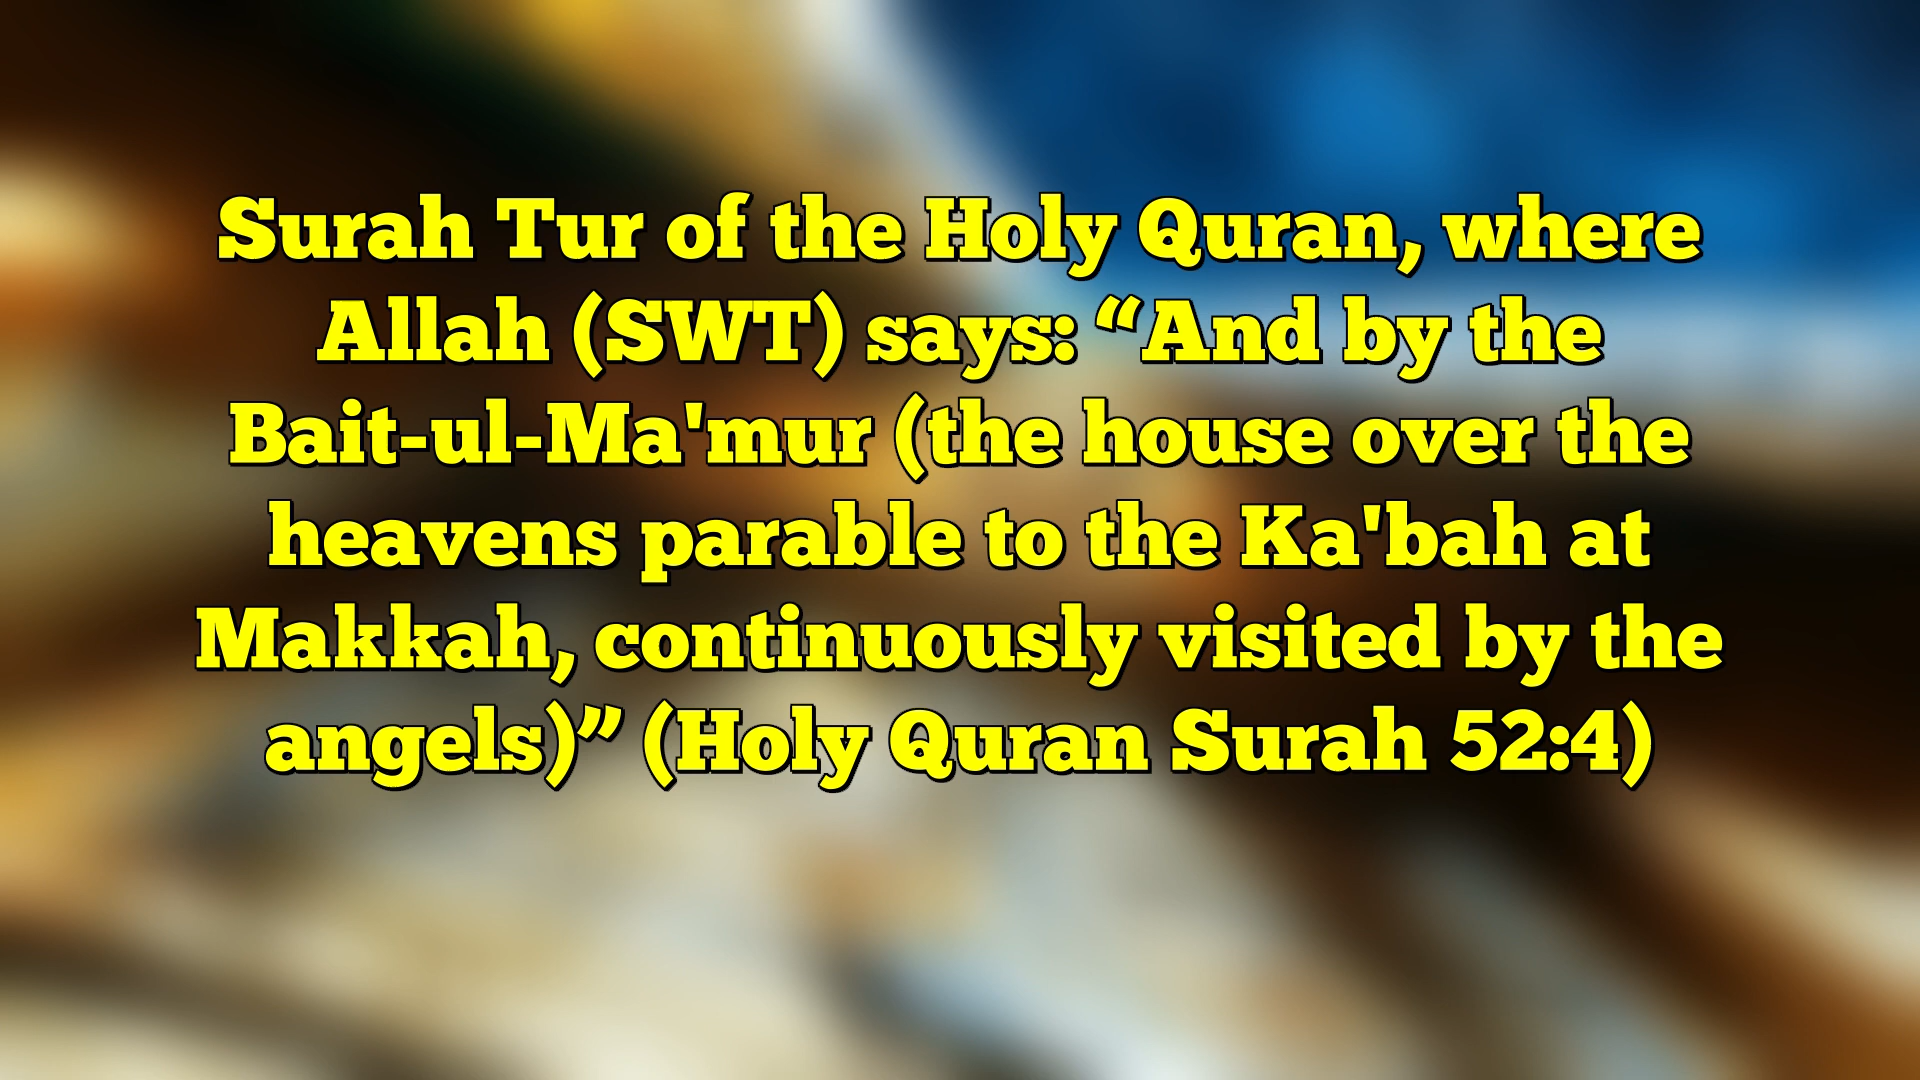 Surah Tur of the Holy Quran, where
Allah (SWT) says: “And by the
Bait-ul-Ma'mur (the house over the
heavens parable to the Ka'bah at
Makkah, continuously visited by the
angels)” (Holy Quran Surah 52:4)